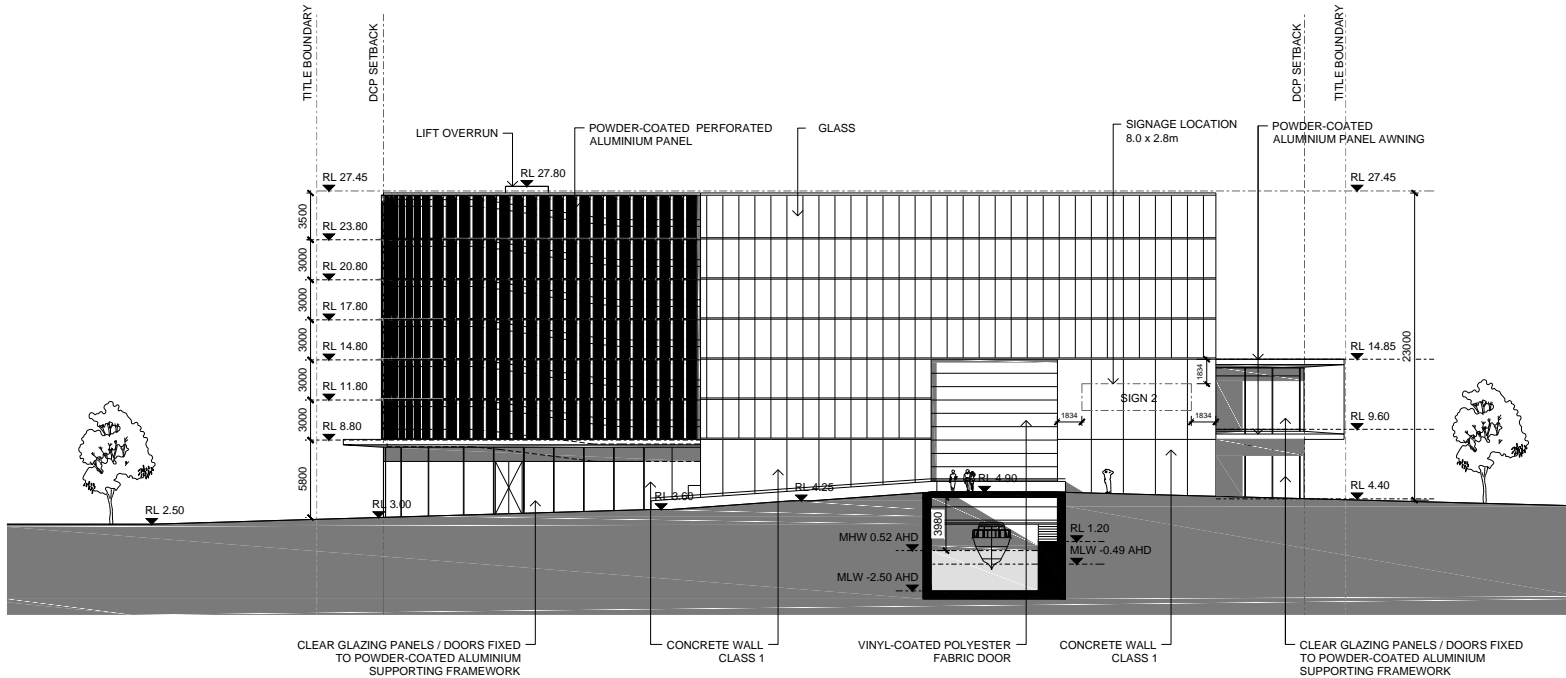 TITLE BOUNDARY
DCP SETBACK
DCP SETBACK
TITLE BOUNDARY
LIFT OVERRUN
POWDER-COATED PERFORATED
ALUMINIUM PANEL
GLASS
SIGNAGE LOCATION
8.0 x 2.8m
POWDER-COATED
ALUMINIUM PANEL AWNING
RL 27.45
RL 27.80
RL 27.45
3500
RL 23.80
3000
RL 20.80
3000
RL 17.80
3000
RL 14.80
RL 14.85
23000
3000
RL 11.80
1834
SIGN 2
1834
1834
3000
RL 8.80
RL 9.60
5800
RL 4.90
RL 4.25
RL 3.60
RL 3.00
RL 2.50
RL 4.40
3980
MHW 0.52 AHD
RL 1.20
MLW -0.49 AHD
MLW -2.50 AHD
CLEAR GLAZING PANELS / DOORS FIXED
TO POWDER-COATED ALUMINIUM
SUPPORTING FRAMEWORK
CONCRETE WALL
CLASS 1
VINYL-COATED POLYESTER
FABRIC DOOR
CONCRETE WALL
CLASS 1
CLEAR GLAZING PANELS / DOORS FIXED
TO POWDER-COATED ALUMINIUM
SUPPORTING FRAMEWORK